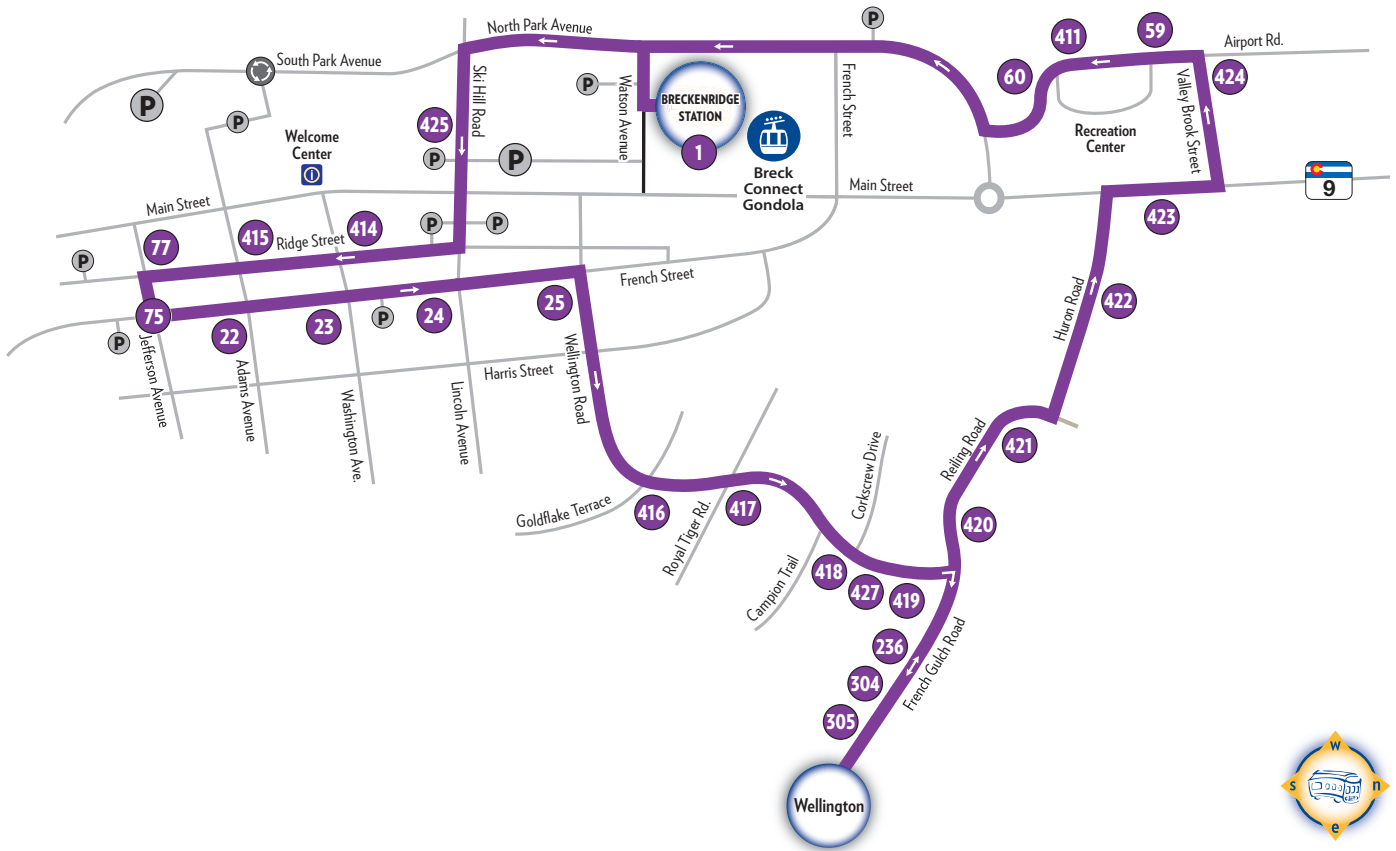 North Park Avenue
P
411
59
Airport Rd.
South Park Avenue
P
Ski Hill Road
P
Watson Avenue
BRECKENRIDGE
STATION
1
French Street
60
424
Valley Brook Street
P
425
Welcome
Center
i
P
P
Breck
Connect
Gondola
Recreation
Center
Main Street
9
Main Street
77
415
Ridge Street
414
P
P
423
P
French Street
75
P
22
23
P
24
25
Huron Road
422
Jefferson Avenue
Adams Avenue
Washington Ave.
Lincoln Avenue
Harris Street
Wellington Road
Reiling Road
421
Goldflake Terrace
416
Royal Tiger Rd.
417
Corkscrew Drive
420
Campion Trail
418
427
419
236
304
French Gulch Road
305
Wellington
w
s
n
e